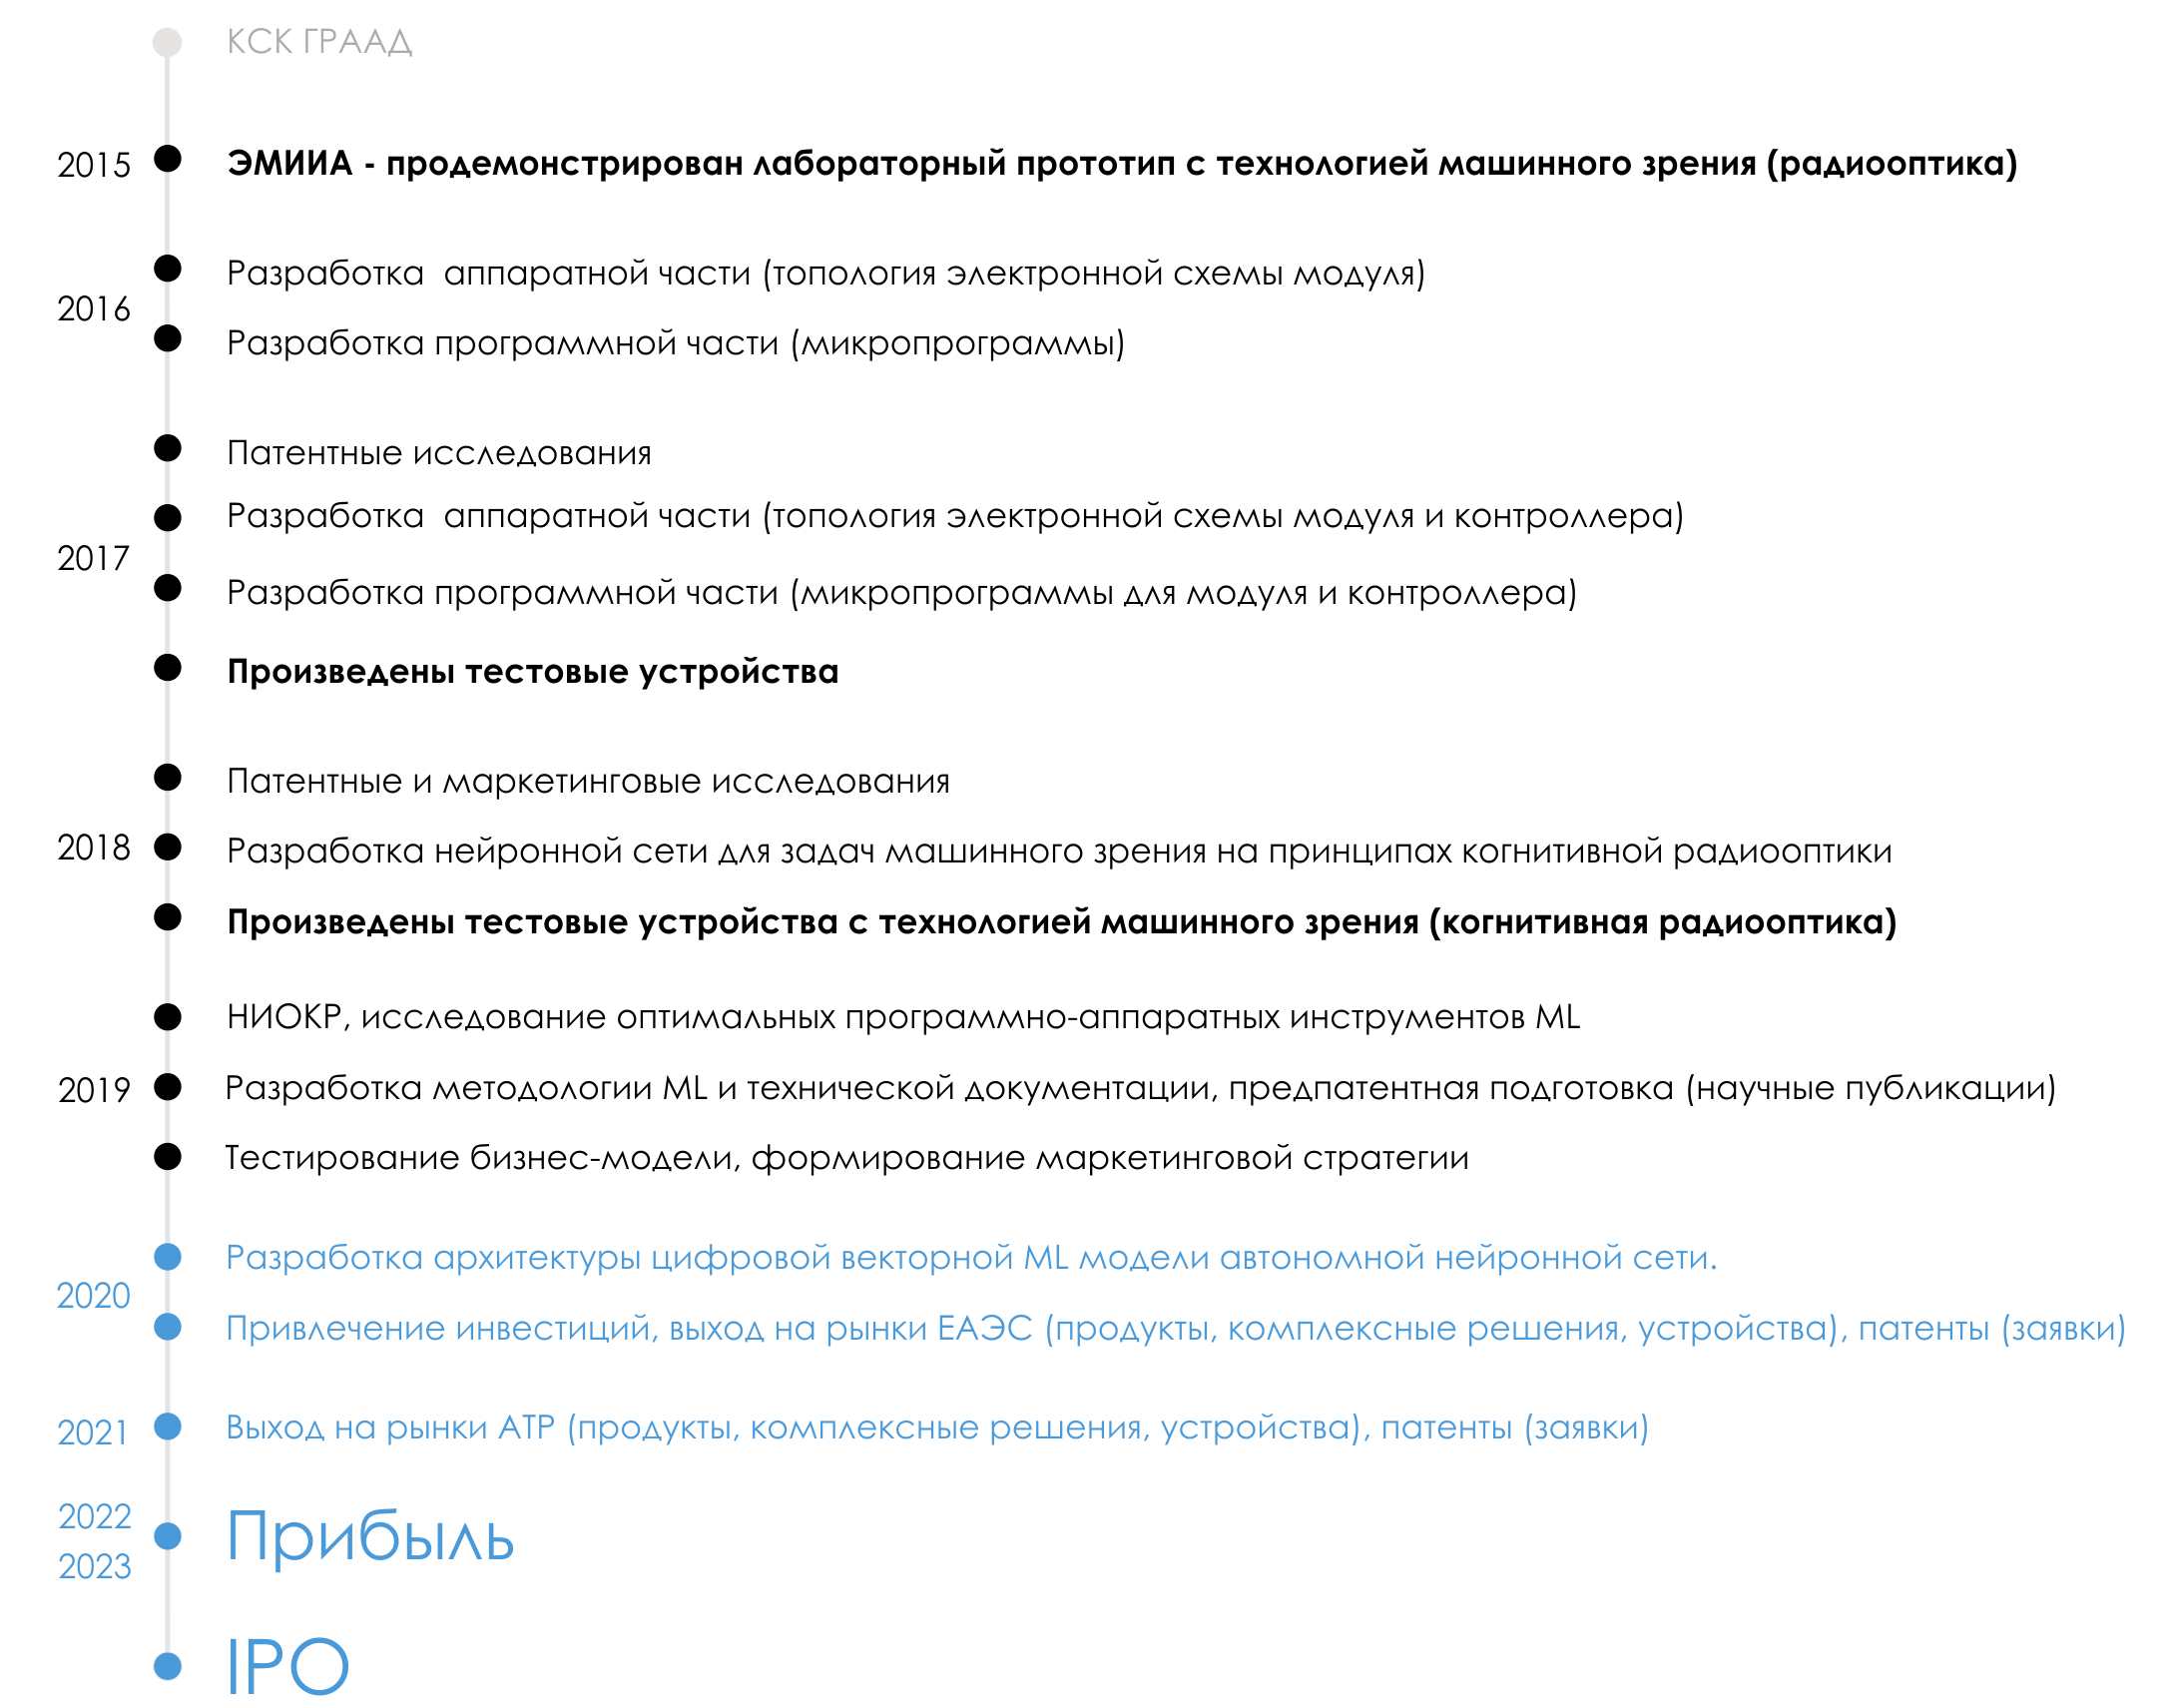 КСК ГРААД
2015
ЭМИИА - продемонстрирован лабораторный прототип с технологией машинного зрения (радиооптика)
2016
Разработка  аппаратной части (топология электронной схемы модуля)
Разработка программной части (микропрограммы)
2017
Патентные исследования
Разработка  аппаратной части (топология электронной схемы модуля и контроллера)
Разработка программной части (микропрограммы для модуля и контроллера)
Произведены тестовые устройства
2018
Патентные и маркетинговые исследования
Разработка нейронной сети для задач машинного зрения на принципах когнитивной радиооптики
Произведены тестовые устройства с технологией машинного зрения (когнитивная радиооптика)
2019
НИОКР, исследование оптимальных программно-аппаратных инструментов ML
Разработка методологии ML и технической документации, предпатентная подготовка (научные публикации)
Тестирование бизнес-модели, формирование маркетинговой стратегии
2020
Разработка архитектуры цифровой векторной ML модели автономной нейронной сети.
Привлечение инвестиций, выход на рынки ЕАЭС (продукты, комплексные решения, устройства), патенты (заявки)
2021
Выход на рынки АТР (продукты, комплексные решения, устройства), патенты (заявки)
2022
2023
Прибыль
IPO